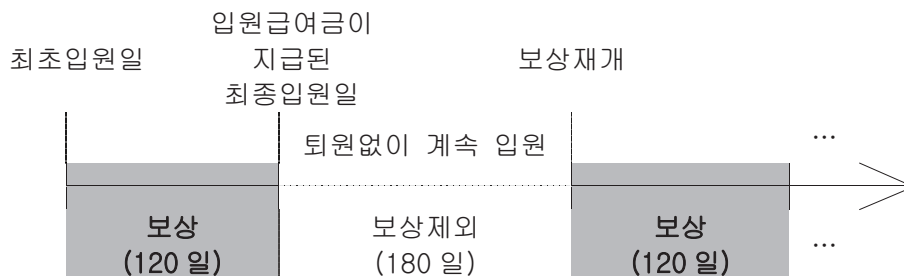 입원급여금이
최초입원일 지급된 보상재개
최종입원일
퇴원없이 계속 입원 …
보상 보상제외 보상 …
(120 일) (180 일) (120 일)